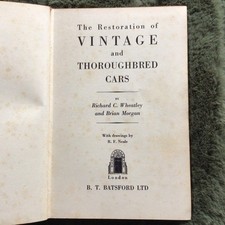 The Restoration of
VINTAGE
and
THOROUGHBRED
CARS
BY
Richard C. Wheatley
and Brian Morgan
With drawings by
B. T. Neale
London
B. T. BATSFORD LTD